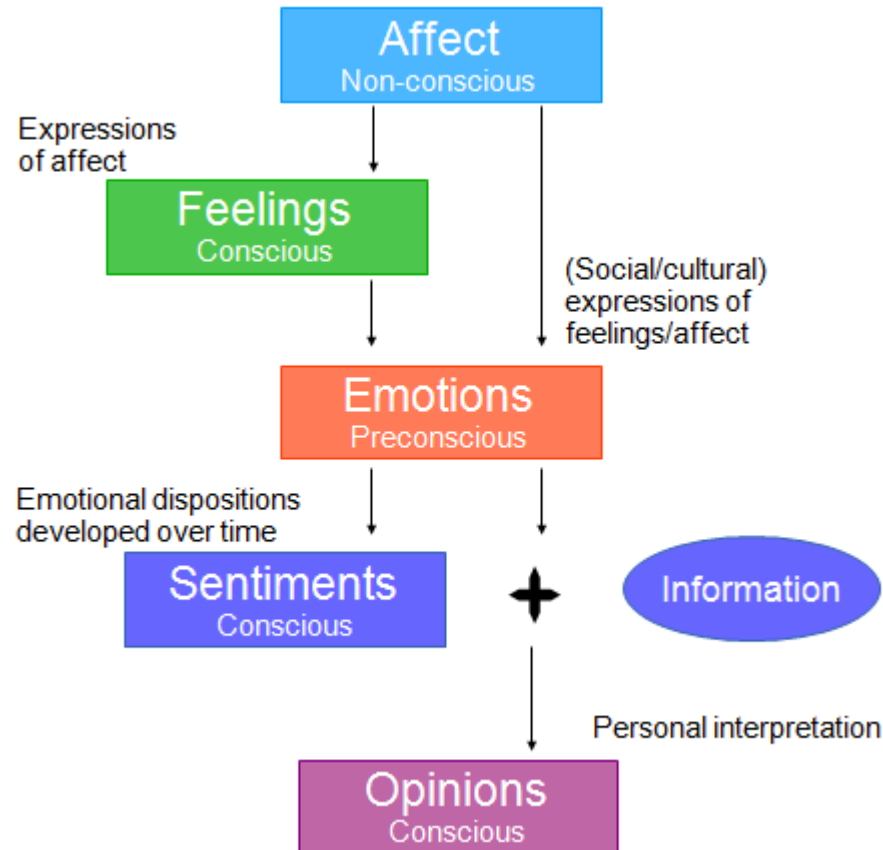 Affect
Non-conscious
Expressions
of affect
Feelings
Conscious
(Social/cultural)
expressions of
feelings/affect
Emotions
Preconscious
Emotional dispositions
developed over time
Sentiments
Conscious
Information
Personal interpretation
Opinions
Conscious